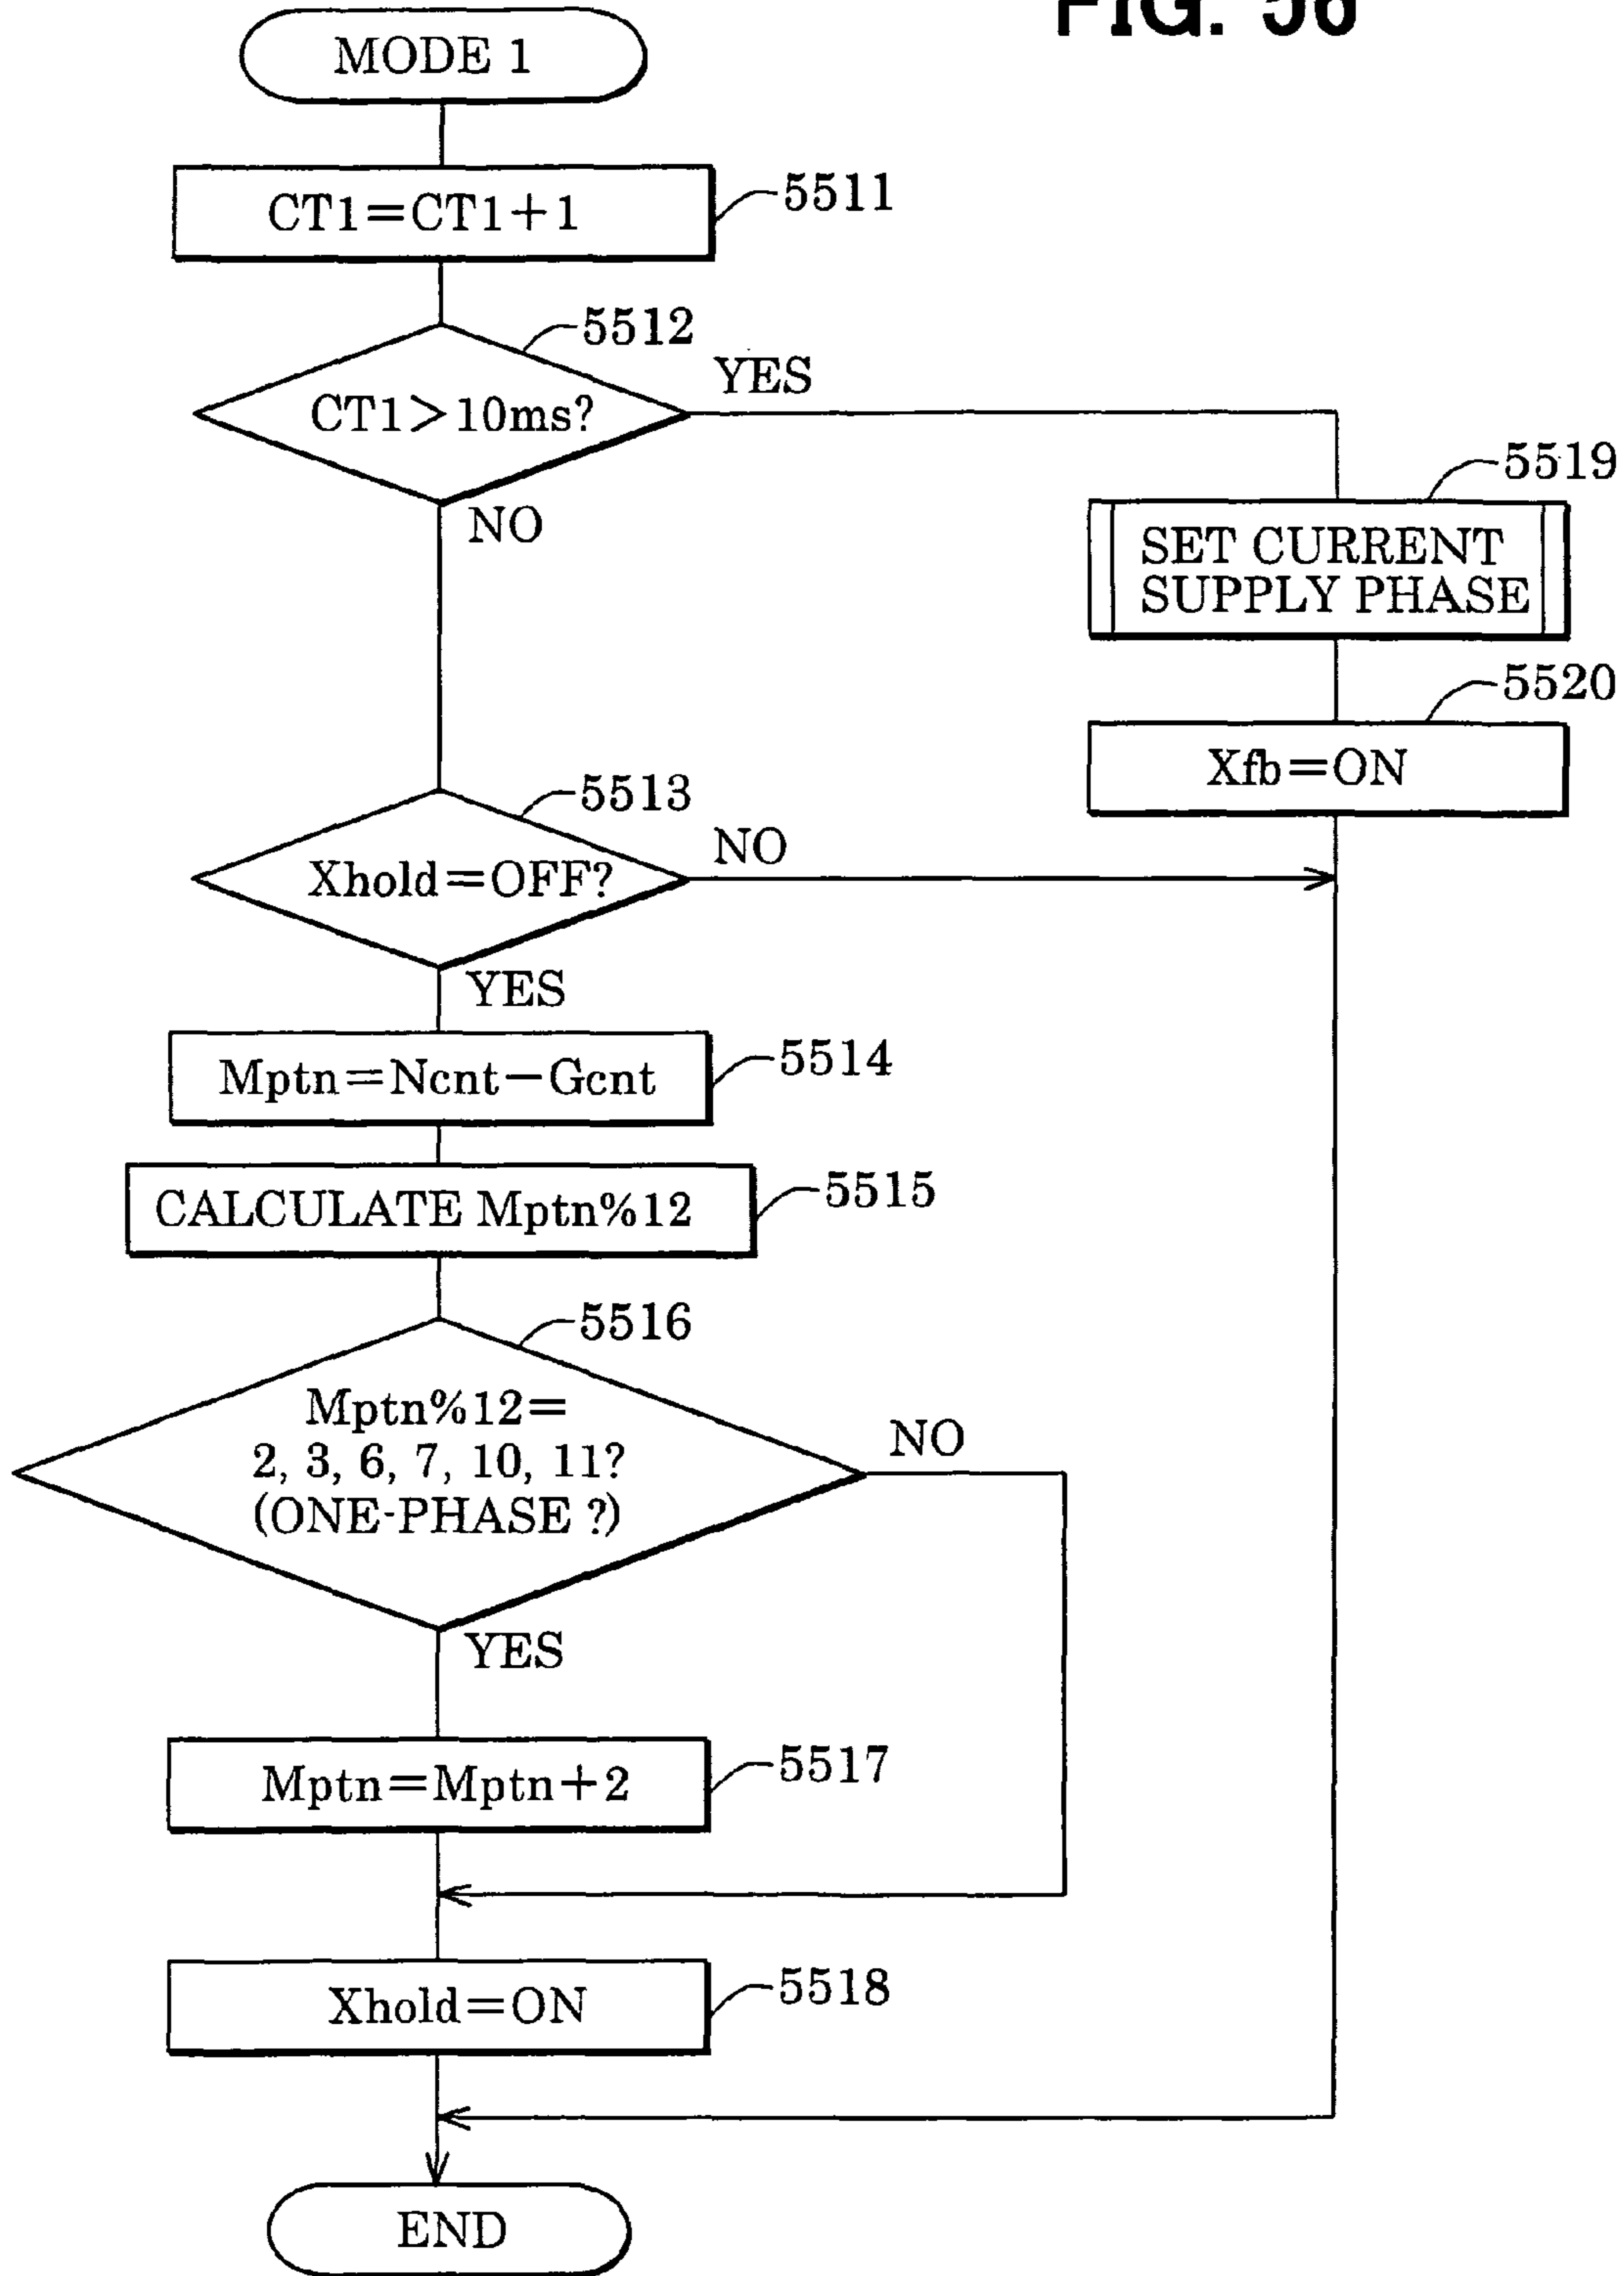 FIG. 56
MODE 1
CT1=CT1+1
5511
5512
CT1>10ms?
YES
NO
5519
SET CURRENT
SUPPLY PHASE
5520
Xfb=ON
5513
Xhold=OFF?
NO
YES
Mptn=Ncnt-Gcnt
5514
CALCULATE Mptn%12
5515
5516
Mptn%12=
2, 3, 6, 7, 10, 11?
(ONE-PHASE ?)
NO
YES
Mptn=Mptn+2
5517
Xhold=ON
5518
END